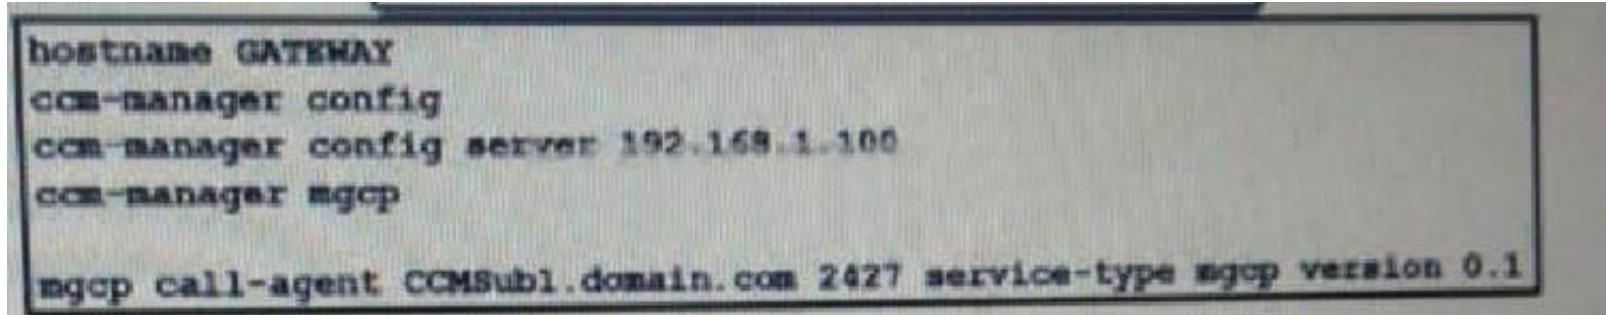 hostname GATEWAY
ccm-manager config
ccm-manager config server 192.168.1.100
ccm-manager mgcp
mgcp call-agent CCMSub1.domain.com 2427 service-type mgcp version 0.1